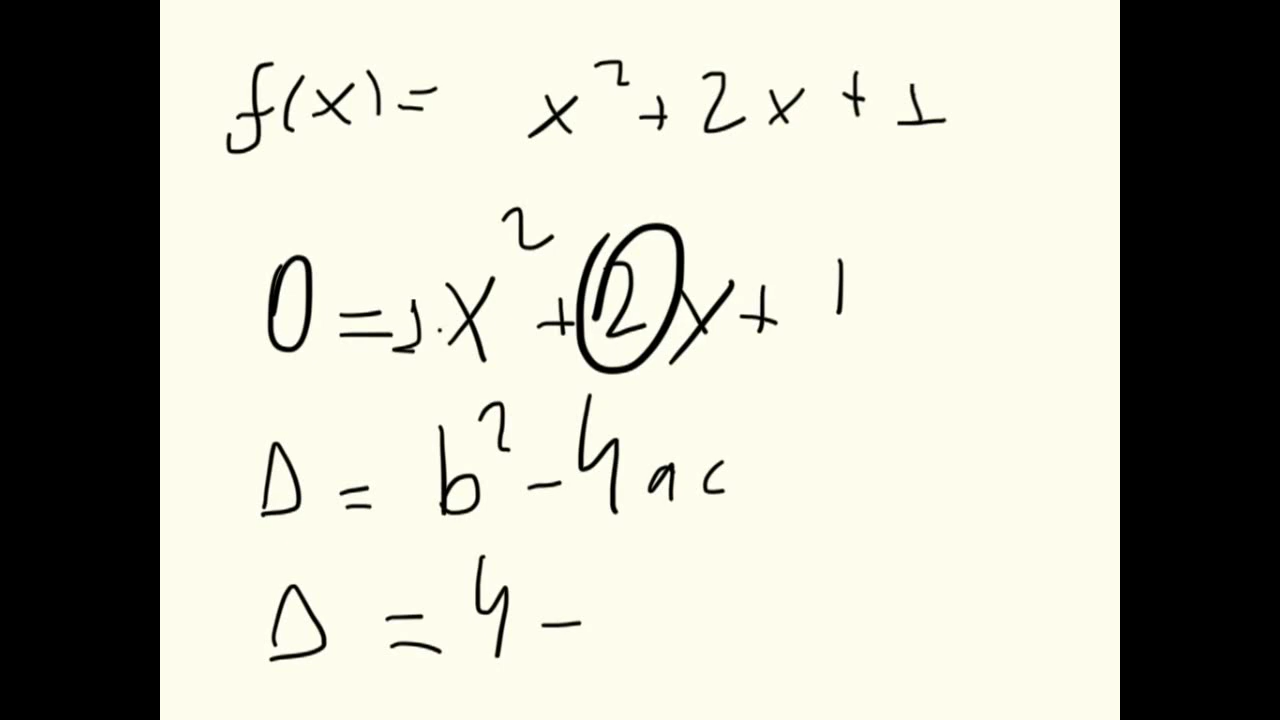 f(x) = x² + 2x + 1
0 = 1·x² + 2x + 1
Δ = b² - 4ac
Δ = 4 -